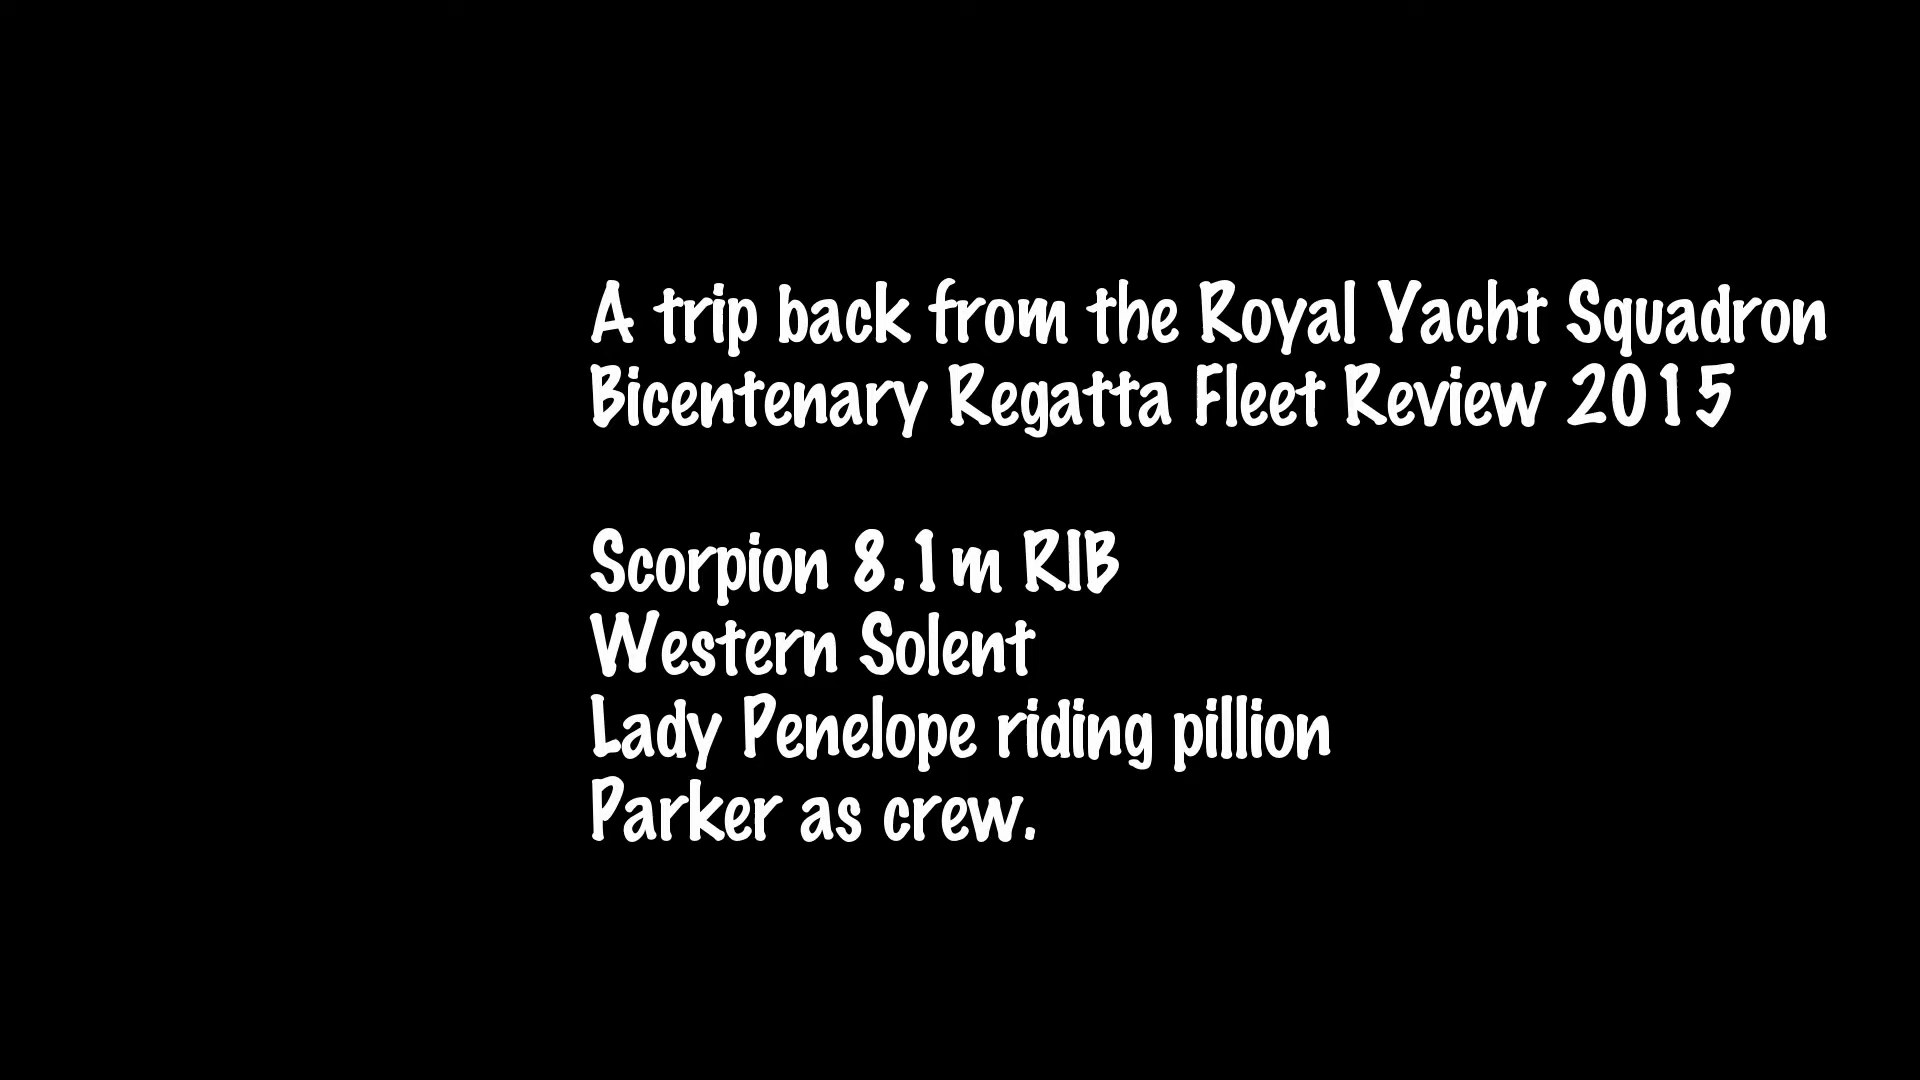 A trip back from the Royal Yacht Squadron
Bicentenary Regatta Fleet Review 2015
Scorpion 8.1m RIB
Western Solent
Lady Penelope riding pillion
Parker as crew.